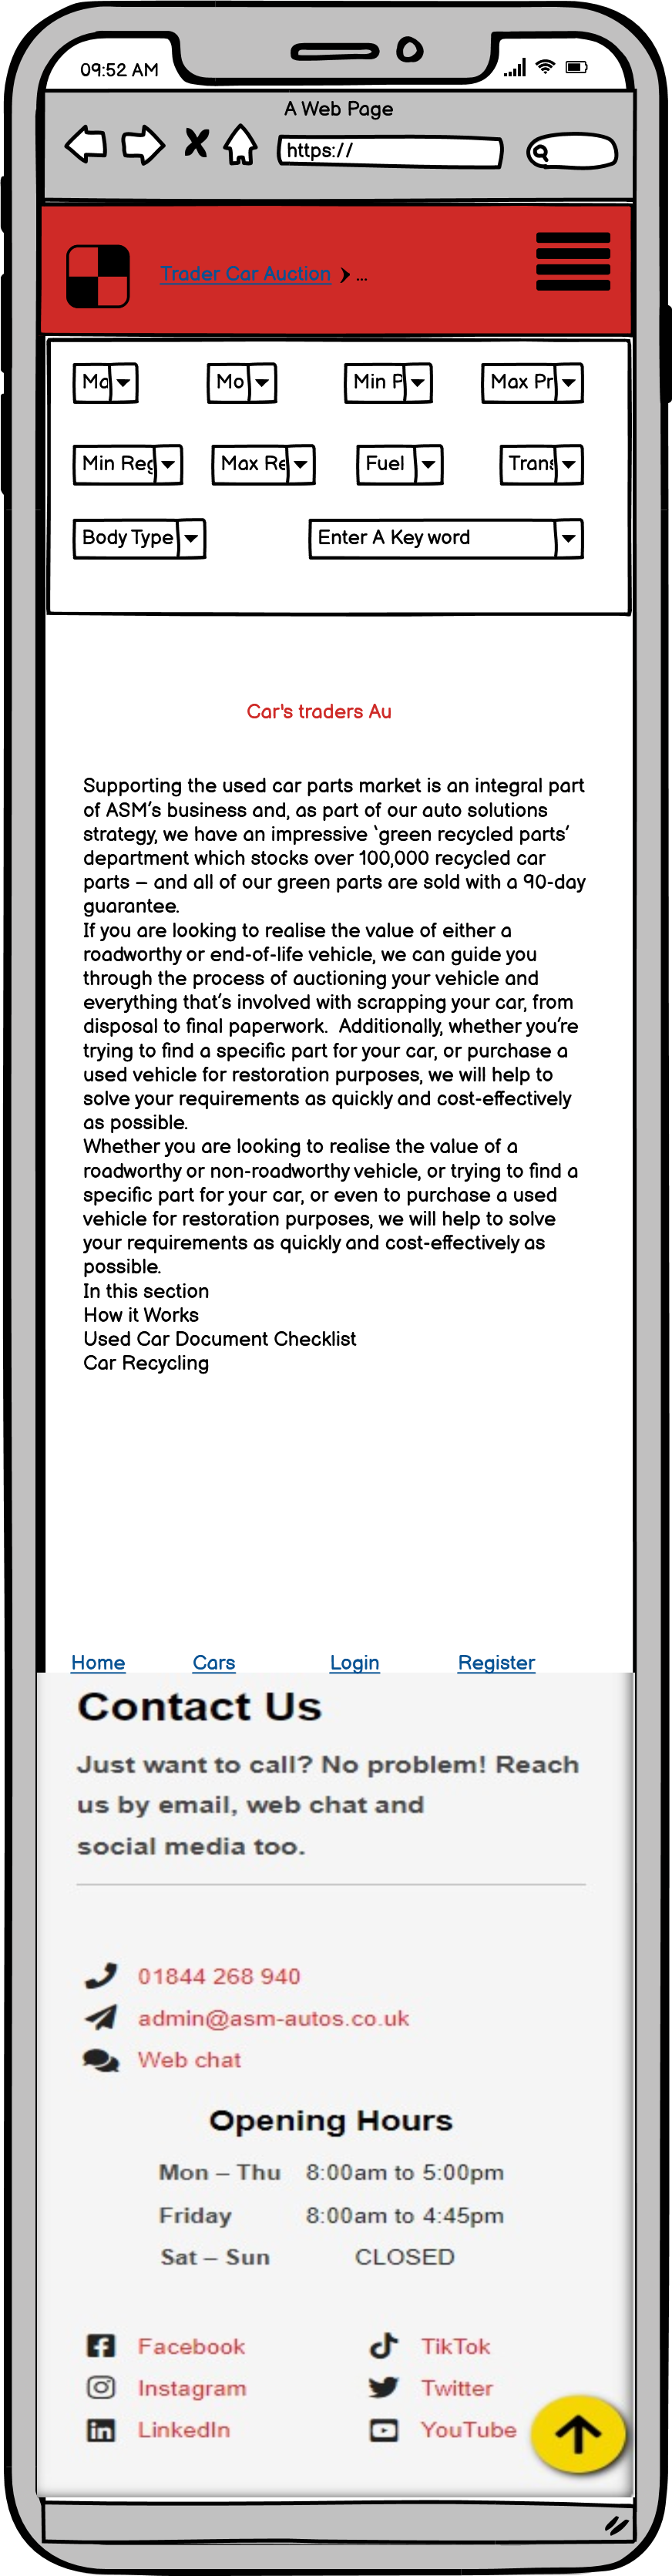 09:52 AM
A Web Page
https://
Trader Car Auction > ...
Ma Mo Min P Max Pr
Min Reg Max Re Fuel Trans
Body Type Enter A Key word
Car's traders Au
Supporting the used car parts market is an integral part
of ASM’s business and, as part of our auto solutions
strategy, we have an impressive ‘green recycled parts’
department which stocks over 100,000 recycled car
parts – and all of our green parts are sold with a 90-day
guarantee.
If you are looking to realise the value of either a
roadworthy or end-of-life vehicle, we can guide you
through the process of auctioning your vehicle and
everything that’s involved with scrapping your car, from
disposal to final paperwork.  Additionally, whether you’re
trying to find a specific part for your car, or purchase a
used vehicle for restoration purposes, we will help to
solve your requirements as quickly and cost-effectively
as possible.
Whether you are looking to realise the value of a
roadworthy or non-roadworthy vehicle, or trying to find a
specific part for your car, or even to purchase a used
vehicle for restoration purposes, we will help to solve
your requirements as quickly and cost-effectively as
possible.
In this section
How it Works
Used Car Document Checklist
Car Recycling
Home Cars Login Register
Contact Us
Just want to call? No problem! Reach
us by email, web chat and
social media too.
01844 268 940
admin@asm-autos.co.uk
Web chat
Opening Hours
Mon – Thu 8:00am to 5:00pm
Friday 8:00am to 4:45pm
Sat – Sun CLOSED
Facebook TikTok
Instagram Twitter
LinkedIn YouTube